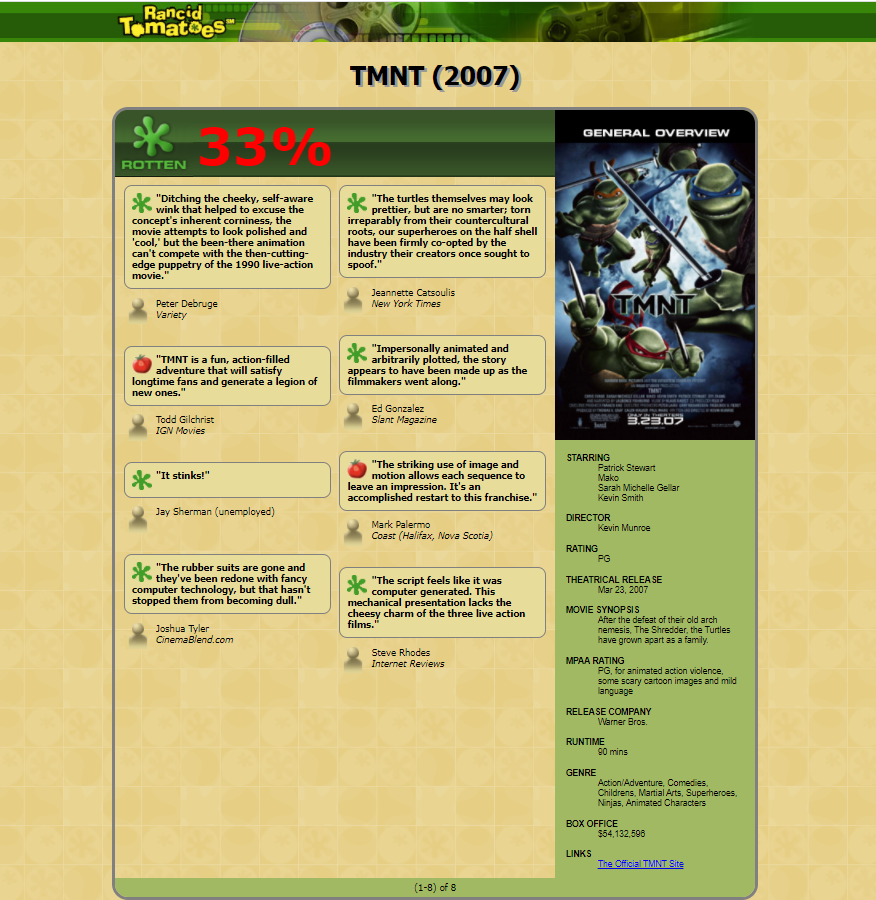 Rancid
Tomatoes℠
TMNT (2007)
ROTTEN
33%
"Ditching the cheeky, self-aware
wink that helped to excuse the
concept's inherent corniness, the
movie attempts to look polished and
'cool,' but the been-there animation
can't compete with the then-cutting-
edge puppetry of the 1990 live-action
movie."
Peter Debruge
Variety
"TMNT is a fun, action-filled
adventure that will satisfy
longtime fans and generate a legion of
new ones."
Todd Gilchrist
IGN Movies
"It stinks!"
Jay Sherman (unemployed)
"The rubber suits are gone and
they've been redone with fancy
computer technology, but that hasn't
stopped them from becoming dull."
Joshua Tyler
CinemaBlend.com
"The turtles themselves may look
prettier, but are no smarter; torn
irreparably from their countercultural
roots, our superheroes on the half shell
have been firmly co-opted by the
industry their creators once sought to
spoof."
Jeannette Catsoulis
New York Times
"Impersonally animated and
arbitrarily plotted, the story
appears to have been made up as the
filmmakers went along."
Ed Gonzalez
Slant Magazine
"The striking use of image and
motion allows each sequence to
leave an impression. It's an
accomplished restart to this franchise."
Mark Palermo
Coast (Halifax, Nova Scotia)
"The script feels like it was
computer generated. This
mechanical presentation lacks the
cheesy charm of the three live action
films."
Steve Rhodes
Internet Reviews
GENERAL OVERVIEW
TMNT
TMNT
ONLY IN THEATERS
3.23.07
STARRING
Patrick Stewart
Mako
Sarah Michelle Gellar
Kevin Smith
DIRECTOR
Kevin Munroe
RATING
PG
THEATRICAL RELEASE
Mar 23, 2007
MOVIE SYNOPSIS
After the defeat of their old arch
nemesis, The Shredder, the Turtles
have grown apart as a family.
MPAA RATING
PG, for animated action violence,
some scary cartoon images and mild
language
RELEASE COMPANY
Warner Bros.
RUNTIME
90 mins
GENRE
Action/Adventure, Comedies,
Childrens, Martial Arts, Superheroes,
Ninjas, Animated Characters
BOX OFFICE
$54,132,596
LINKS
The Official TMNT Site
(1-8) of 8